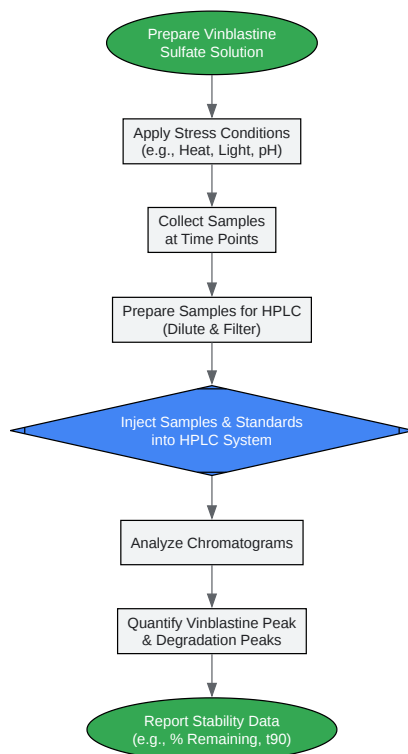 Prepare Vinblastine
Sulfate Solution
Apply Stress Conditions
(e.g., Heat, Light, pH)
Collect Samples
at Time Points
Prepare Samples for HPLC
(Dilute & Filter)
Inject Samples & Standards
into HPLC System
Analyze Chromatograms
Quantify Vinblastine Peak
& Degradation Peaks
Report Stability Data
(e.g., % Remaining, t90)